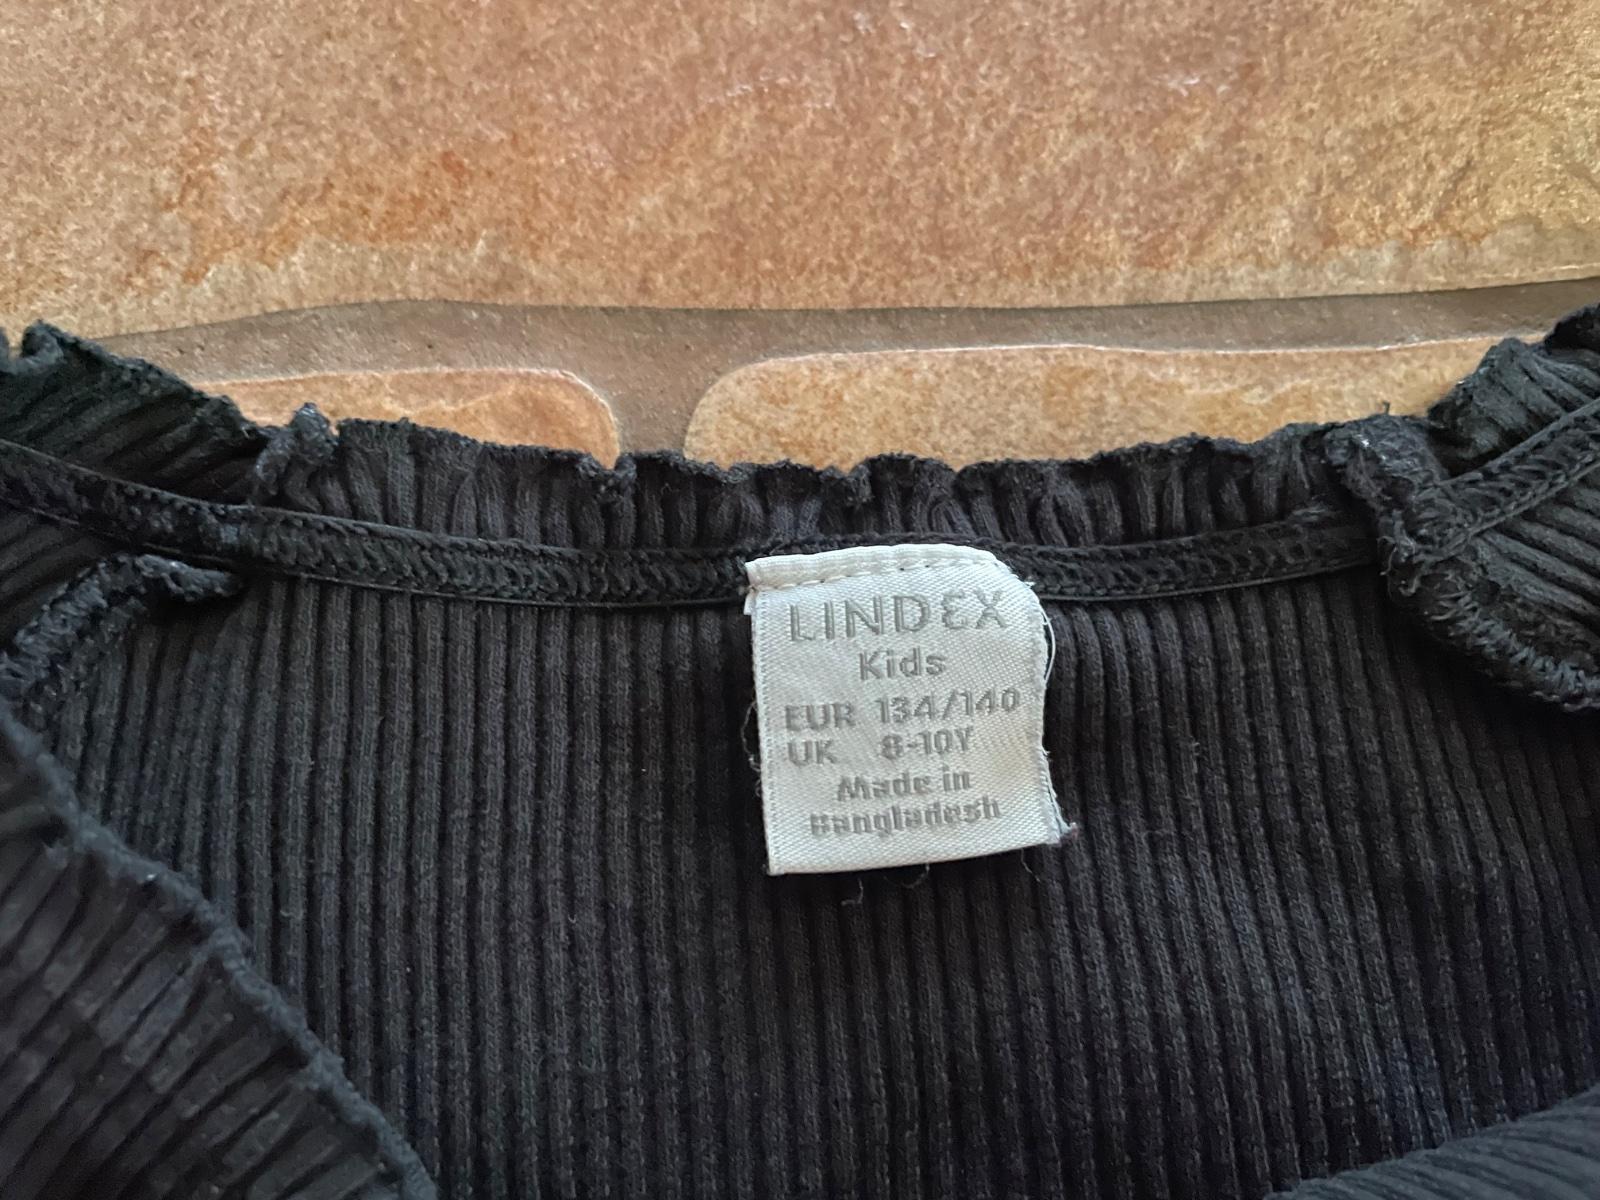 LINDEX
Kids
EUR 134/140
UK 8-10Y
Made in
Bangladesh